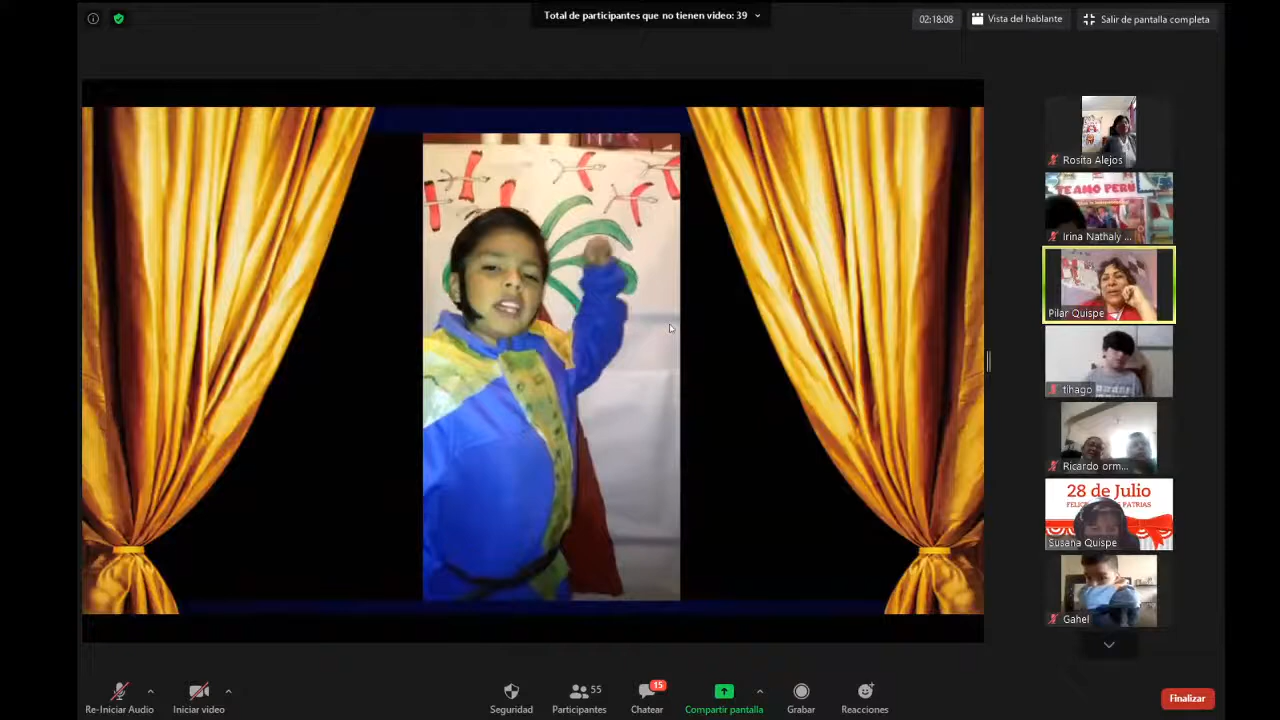 Total de participantes que no tienen video: 39
02:18:08
Vista del hablante
Salir de pantalla completa
Rosita Alejos
TE AMO PERÚ
Irina Nathaly ...
Pilar Quispe
tihago
Ricardo orm...
28 de Julio
Susana Quispe
Gahel
Re-Iniciar Audio
Iniciar video
Seguridad
55
Participantes
15
Chatear
Compartir pantalla
Grabar
Reacciones
Finalizar